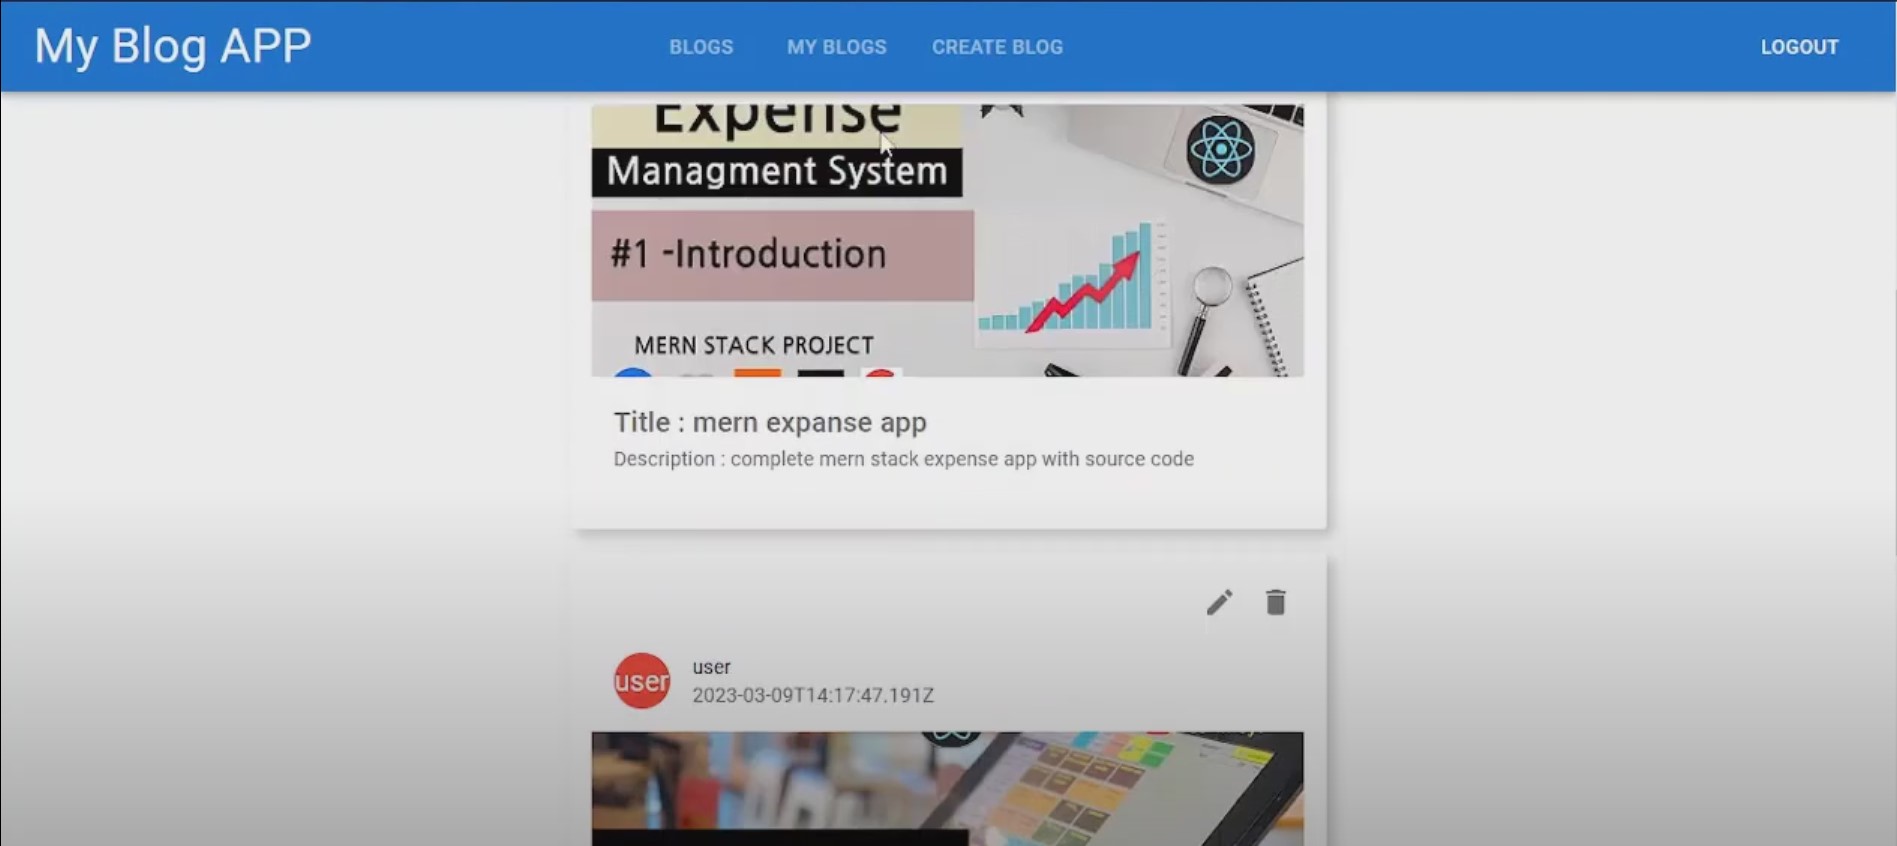 My Blog APP
BLOGS
MY BLOGS
CREATE BLOG
LOGOUT
Expense
Managment System
#1 -Introduction
MERN STACK PROJECT
Title : mern expanse app
Description : complete mern stack expense app with source code
user
user
2023-03-09T14:17:47.191Z